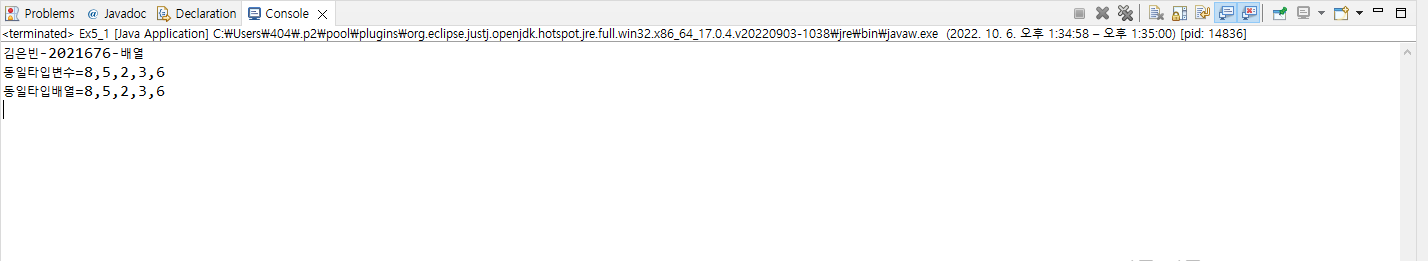 Problems @ Javadoc Declaration Console
<terminated> Ex5_1 [Java Application] C:₩Users₩404₩.p2₩pool₩plugins₩org.eclipse.justj.openjdk.hotspot.jre.full.win32.x86_64_17.0.4.v20220903-1038₩jre₩bin₩javaw.exe (2022. 10. 6. 오후 1:34:58 – 오후 1:35:00) [pid: 14836]
김은빈-2021676-배열
동일타입변수=8,5,2,3,6
동일타입배열=8,5,2,3,6